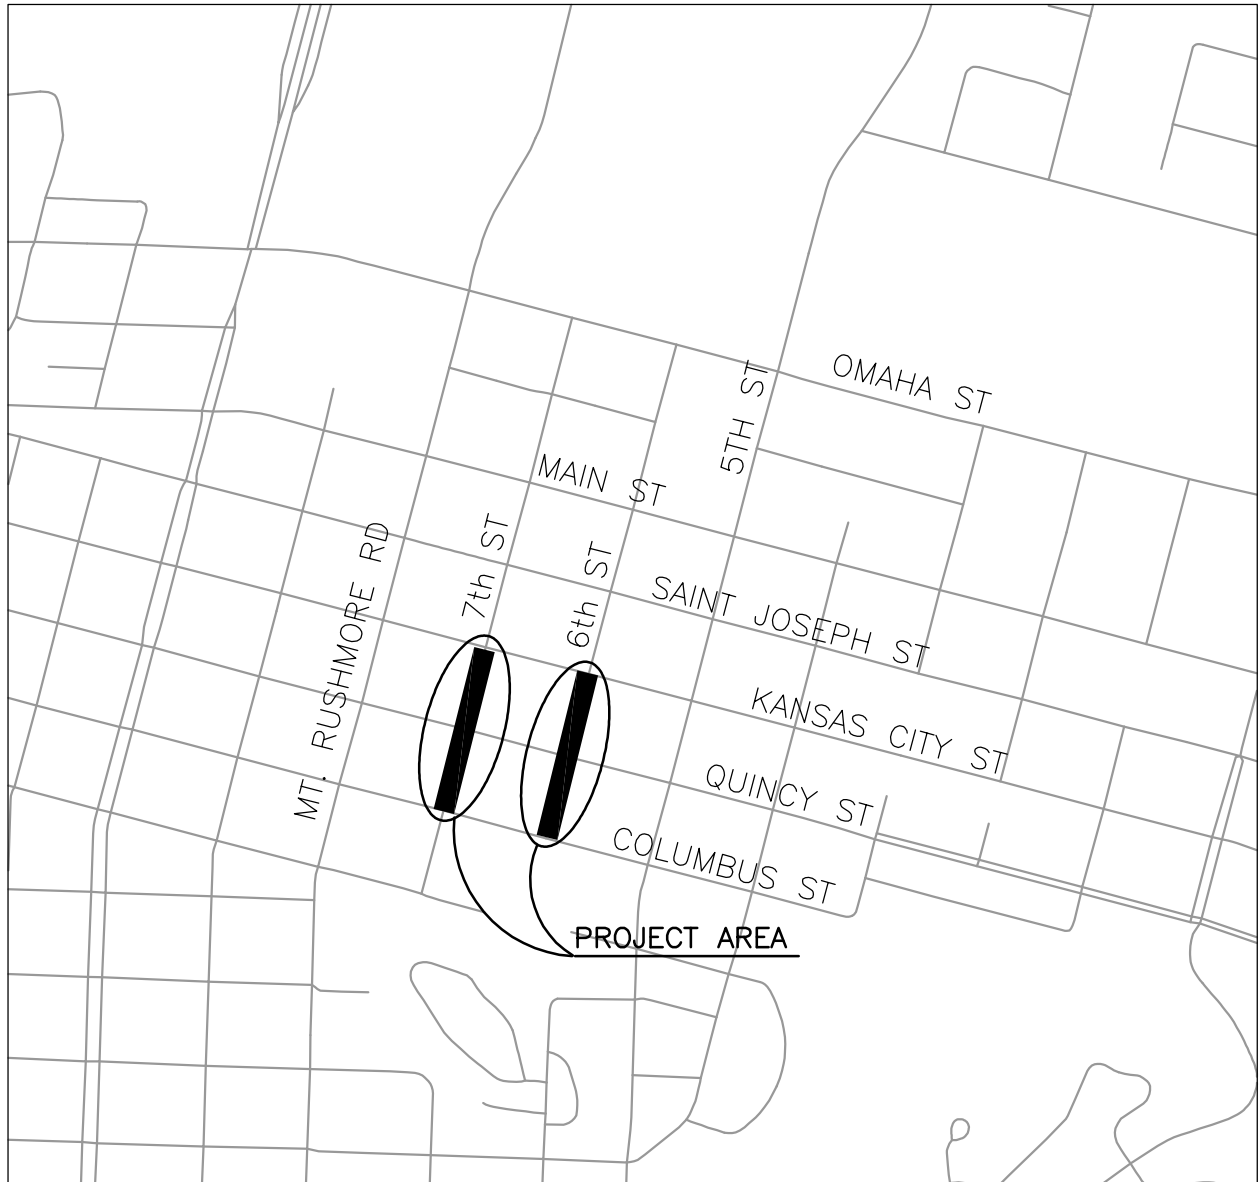 OMAHA ST
5TH ST
MAIN ST
7th ST
6th ST
MT. RUSHMORE RD
SAINT JOSEPH ST
KANSAS CITY ST
QUINCY ST
COLUMBUS ST
PROJECT AREA